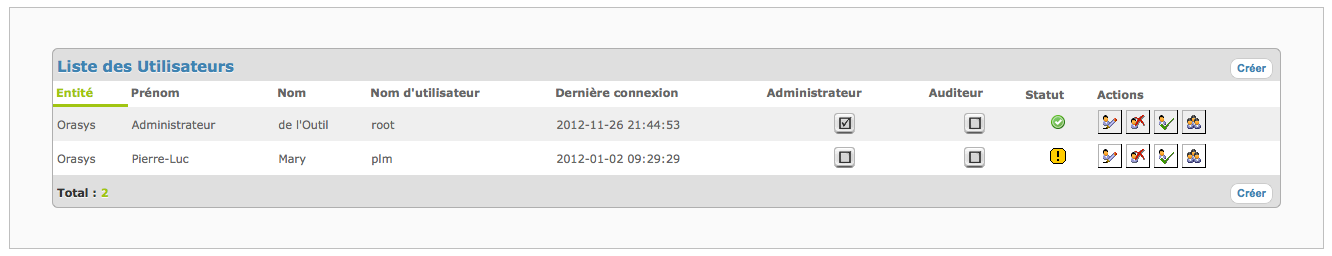 Liste des Utilisateurs
Créer
Entité Prénom Nom Nom d'utilisateur Dernière connexion Administrateur Auditeur Statut Actions
Orasys Administrateur de l'Outil root 2012-11-26 21:44:53
Orasys Pierre-Luc Mary plm 2012-01-02 09:29:29
Total : 2
Créer